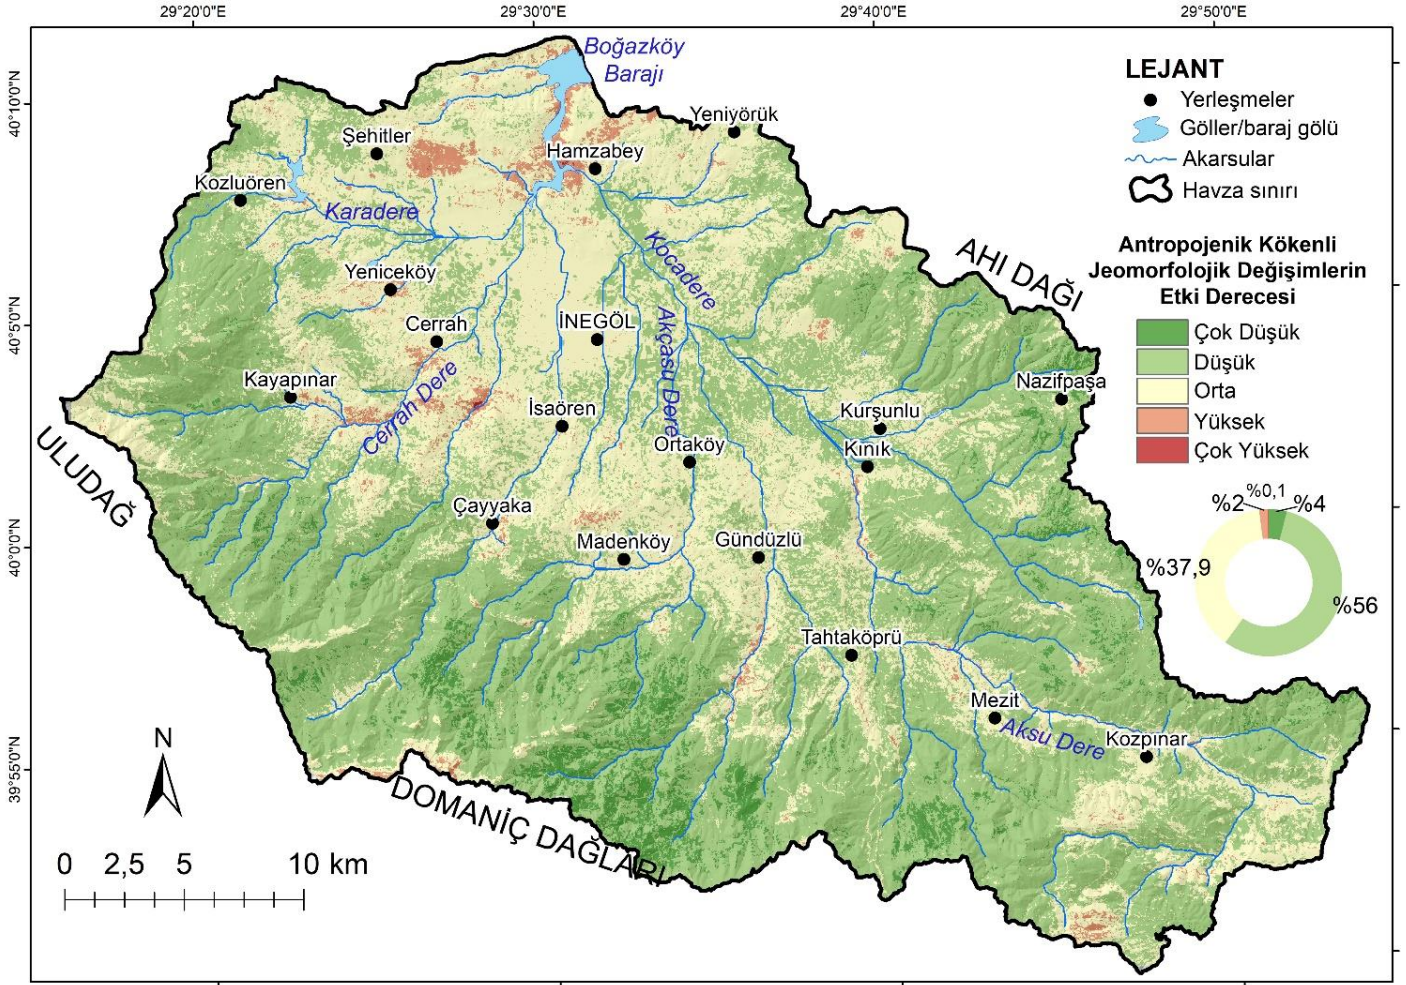 29°20'0"E
29°30'0"E
29°40'0"E
29°50'0"E
40°10'0"N
40°5'0"N
40°0'0"N
39°55'0"N
Boğazköy
Barajı
Yeniyörük
Şehitler
Hamzabey
Kozluören
Karadere
Kocadere
AHI DAĞI
Yeniceköy
Cerrah
İNEGÖL
Akçasu Dere
Kayapınar
Cerrah Dere
İsaören
Kurşunlu
Nazifpaşa
Ortaköy
Kınık
ULUDAĞ
Çayyaka
Madenköy
Gündüzlü
Tahtaköprü
Mezit
Aksu Dere
Kozpınar
DOMANİÇ DAĞLARI
N
0 2,5 5 10 km
LEJANT
Yerleşmeler
Göller/baraj gölü
Akarsular
Havza sınırı
Antropojenik Kökenli
Jeomorfolojik Değişimlerin
Etki Derecesi
Çok Düşük
Düşük
Orta
Yüksek
Çok Yüksek
%2
%0,1
%4
%37,9
%56